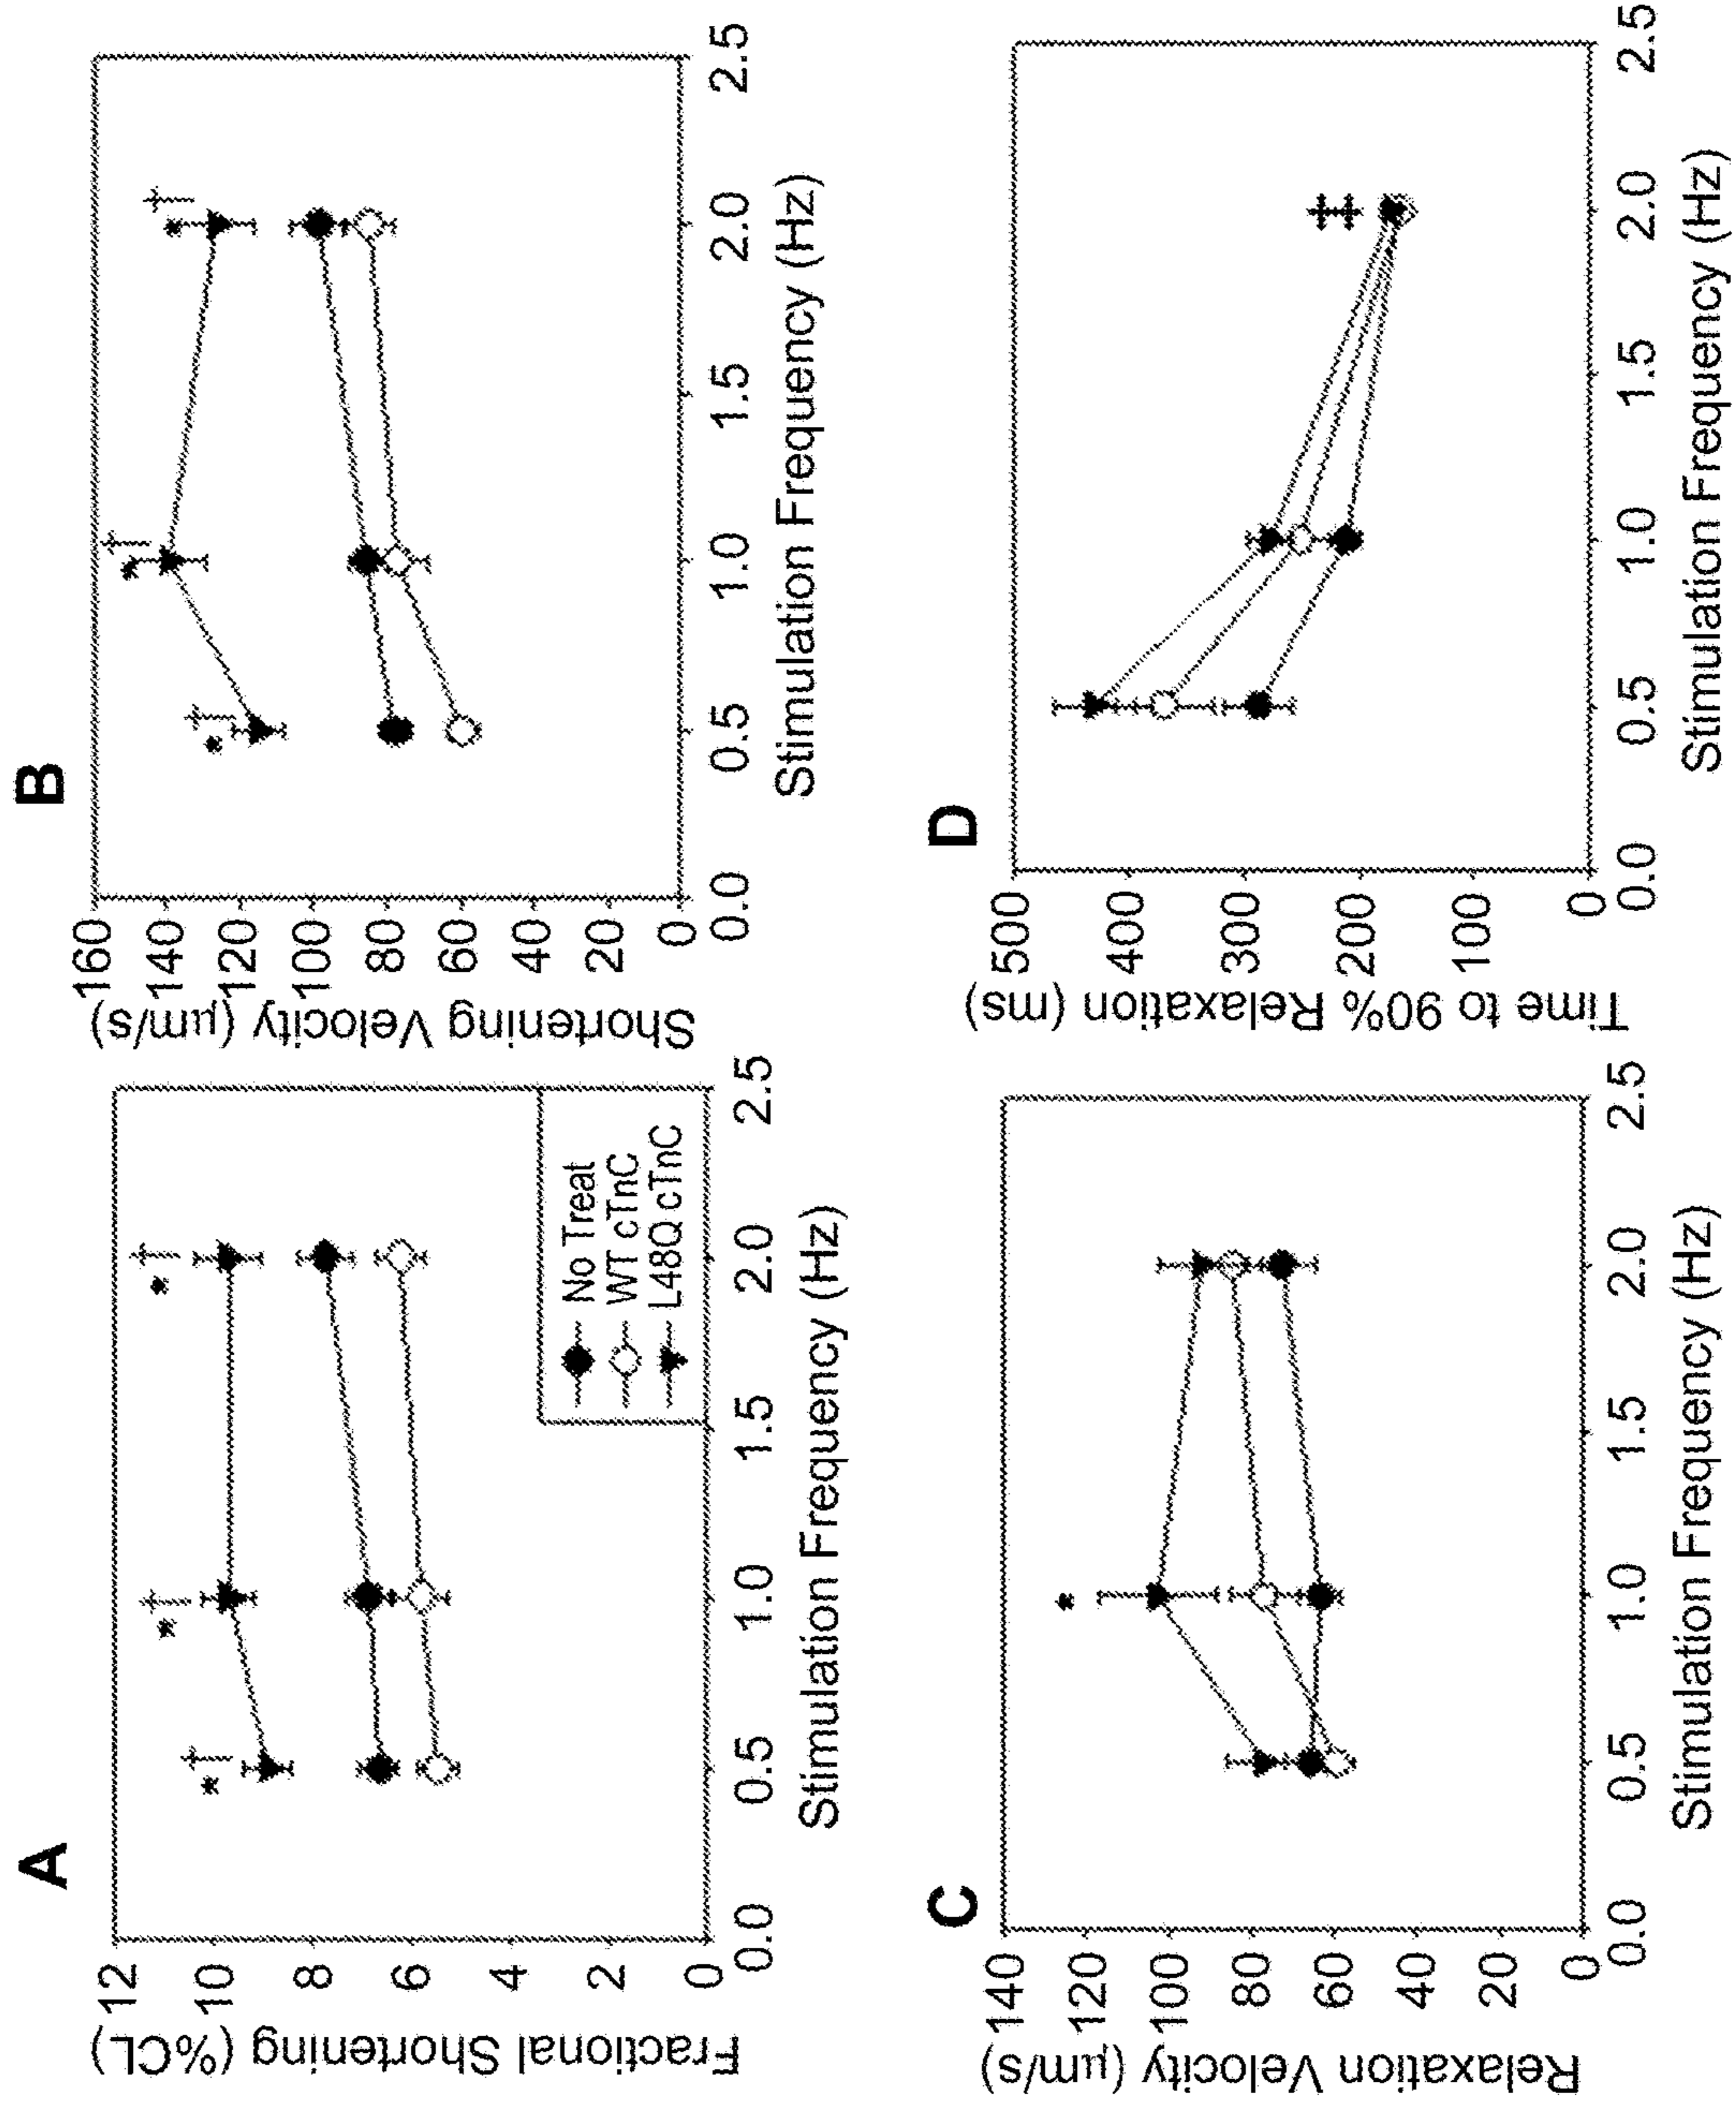 A
Fractional Shortening (%CL)
12
10
8
6
4
2
0
* † * † * †
No Treat
WT cTnC
L48Q cTnC
0.0 0.5 1.0 1.5 2.0 2.5
Stimulation Frequency (Hz)
B
Shortening Velocity (μm/s)
160
140
120
100
80
60
40
20
0
* † * † * †
0.0 0.5 1.0 1.5 2.0 2.5
Stimulation Frequency (Hz)
C
Relaxation Velocity (μm/s)
140
120
100
80
60
40
20
0
*
0.0 0.5 1.0 1.5 2.0 2.5
Stimulation Frequency (Hz)
D
Time to 90% Relaxation (ms)
500
400
300
200
100
0
‡
0.0 0.5 1.0 1.5 2.0 2.5
Stimulation Frequency (Hz)